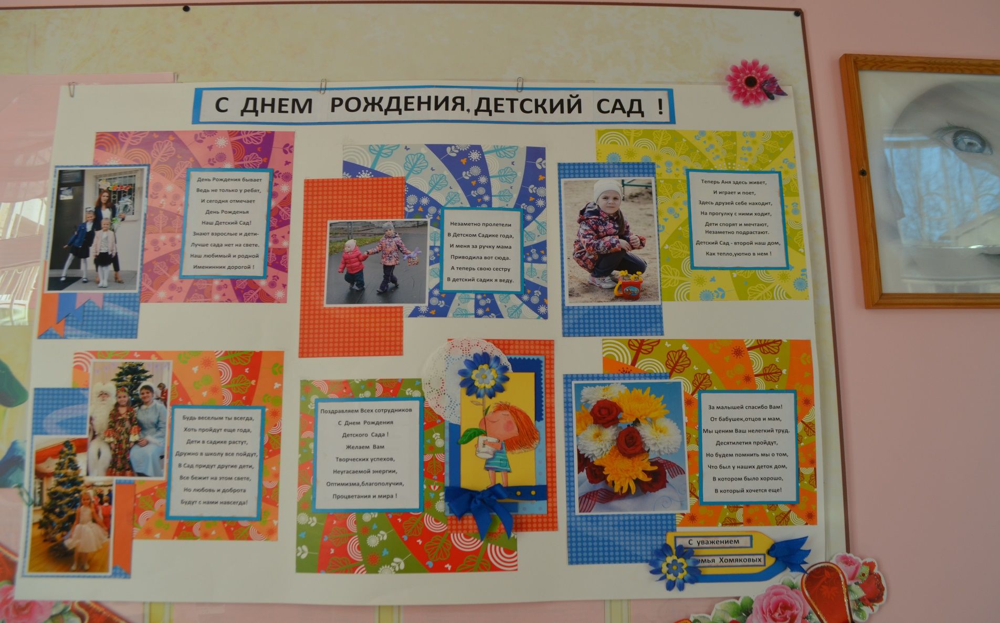 С ДНЕМ РОЖДЕНИЯ, ДЕТСКИЙ САД !
День Рождения бывает
Ведь не только у ребят,
И сегодня отмечает
День Рожденья
Наш Детский Сад!
Знают взрослые и дети-
Лучше сада нет на свете.
Наш любимый и родной
Именинник дорогой !
Незаметно пролетели
В Детском Садике года,
И меня за ручку мама
Приводила вот сюда.
А теперь свою сестру
В детский садик я веду.
Теперь Аня здесь живет,
И играет и поет,
Здесь друзей себе находит,
На прогулку с ними ходит,
Дети спорят и мечтают,
Незаметно подрастают.
Детский Сад - второй наш дом,
Как тепло,уютно в нем !
Будь веселым ты всегда,
Хоть пройдут еще года,
Дети в садике растут,
Дружно в школу все пойдут,
В Сад придут другие дети,
Все бежит на этом свете,
Но любовь и доброта
Будут с нами навсегда!
Поздравляем Всех сотрудников
С Днем Рождения
Детского Сада !
Желаем Вам
Творческих успехов,
Неугасаемой энергии,
Оптимизма,благополучия,
Процветания и мира !
За малышей спасибо Вам!
От бабушек,отцов и мам,
Мы ценим Ваш нелегкий труд.
Десятилетия пройдут,
Но будем помнить мы о том,
Что был у наших деток дом,
В котором было хорошо,
В который хочется еще!
С уважением
емья Хомяковых